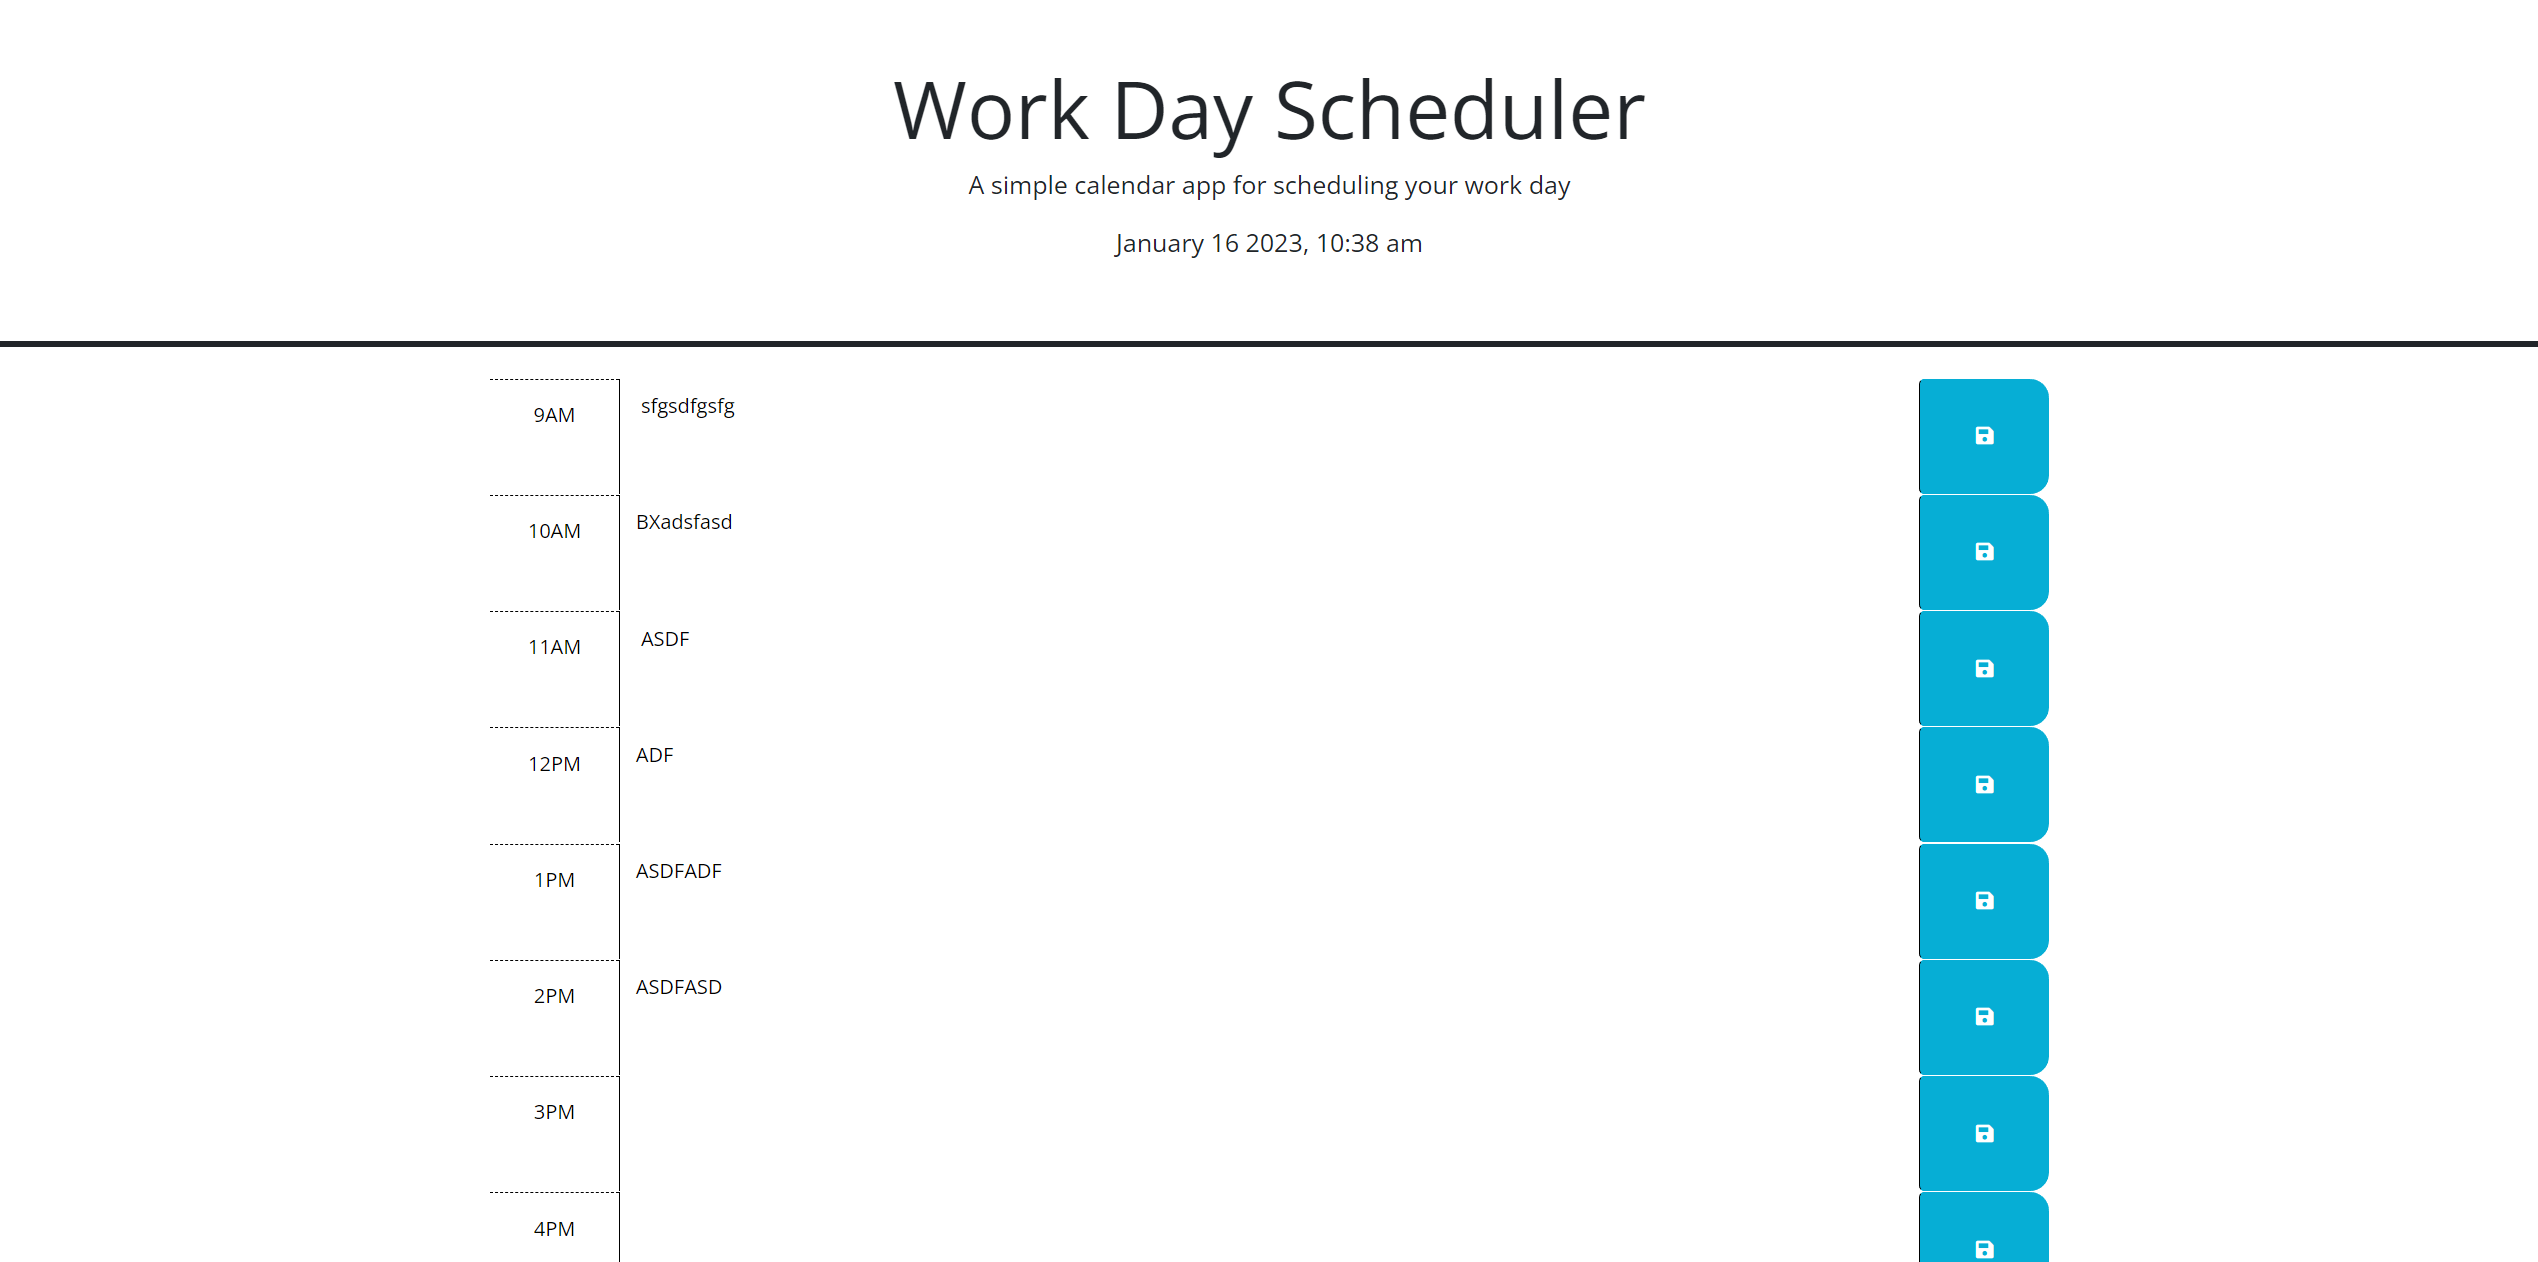 Work Day Scheduler
A simple calendar app for scheduling your work day
January 16 2023, 10:38 am
9AM sfgsdfgsfg
10AM BXadsfasd
11AM ASDF
12PM ADF
1PM ASDFADF
2PM ASDFASD
3PM
4PM